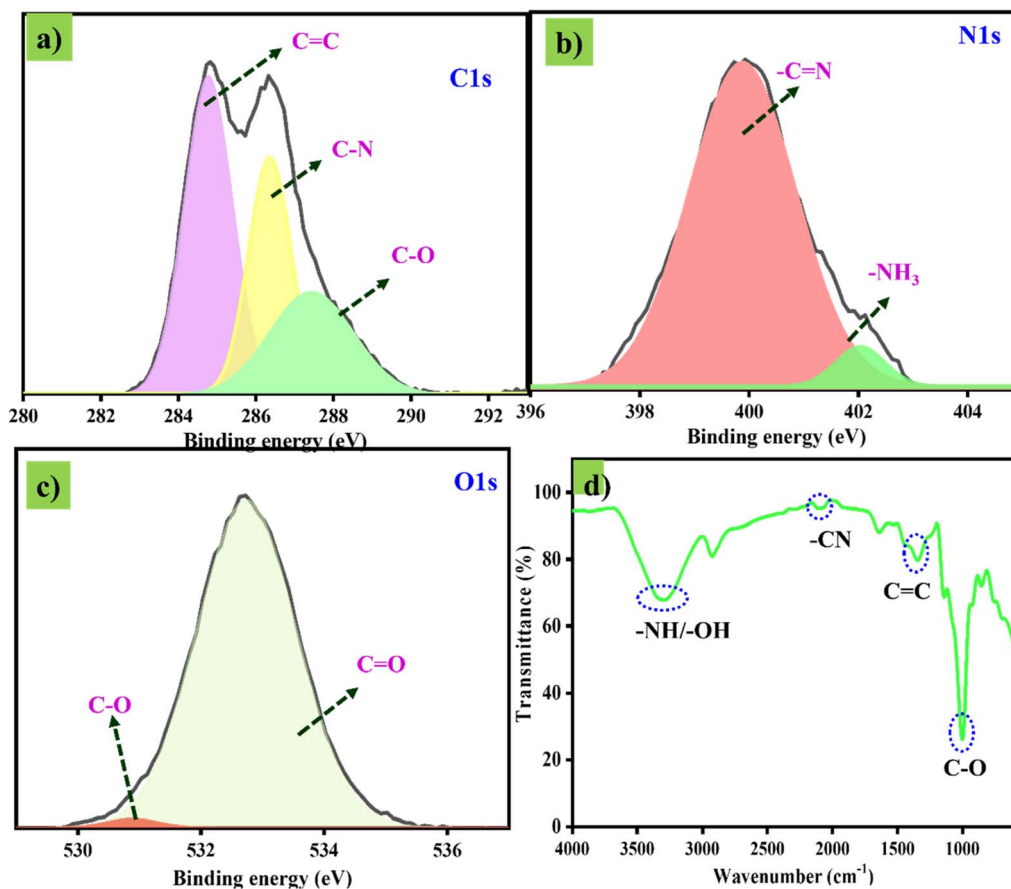 a)
C=C
C1s
C-N
C-O
280 282 284 286 288 290 292
Binding energy (eV)
b)
N1s
-C=N
-NH₃
396 398 400 402 404
Binding energy (eV)
c)
O1s
C=O
C-O
530 532 534 536
Binding energy (eV)
d)
100
80
60
40
20
0
Transmittance (%)
-CN
C=C
-NH/-OH
C-O
4000 3500 3000 2500 2000 1500 1000
Wavenumber (cm⁻¹)